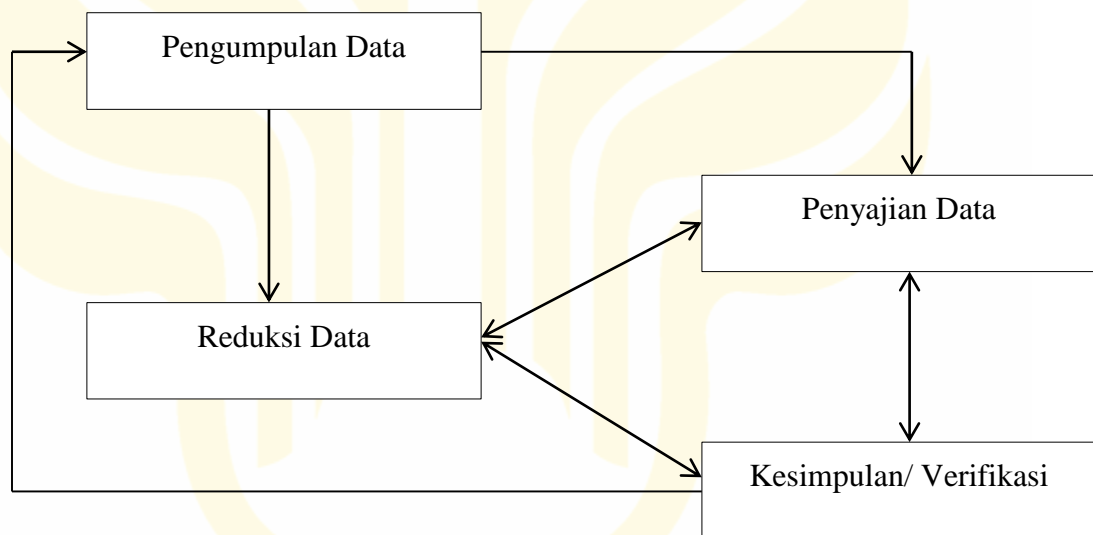 Pengumpulan Data
Penyajian Data
Reduksi Data
Kesimpulan/ Verifikasi